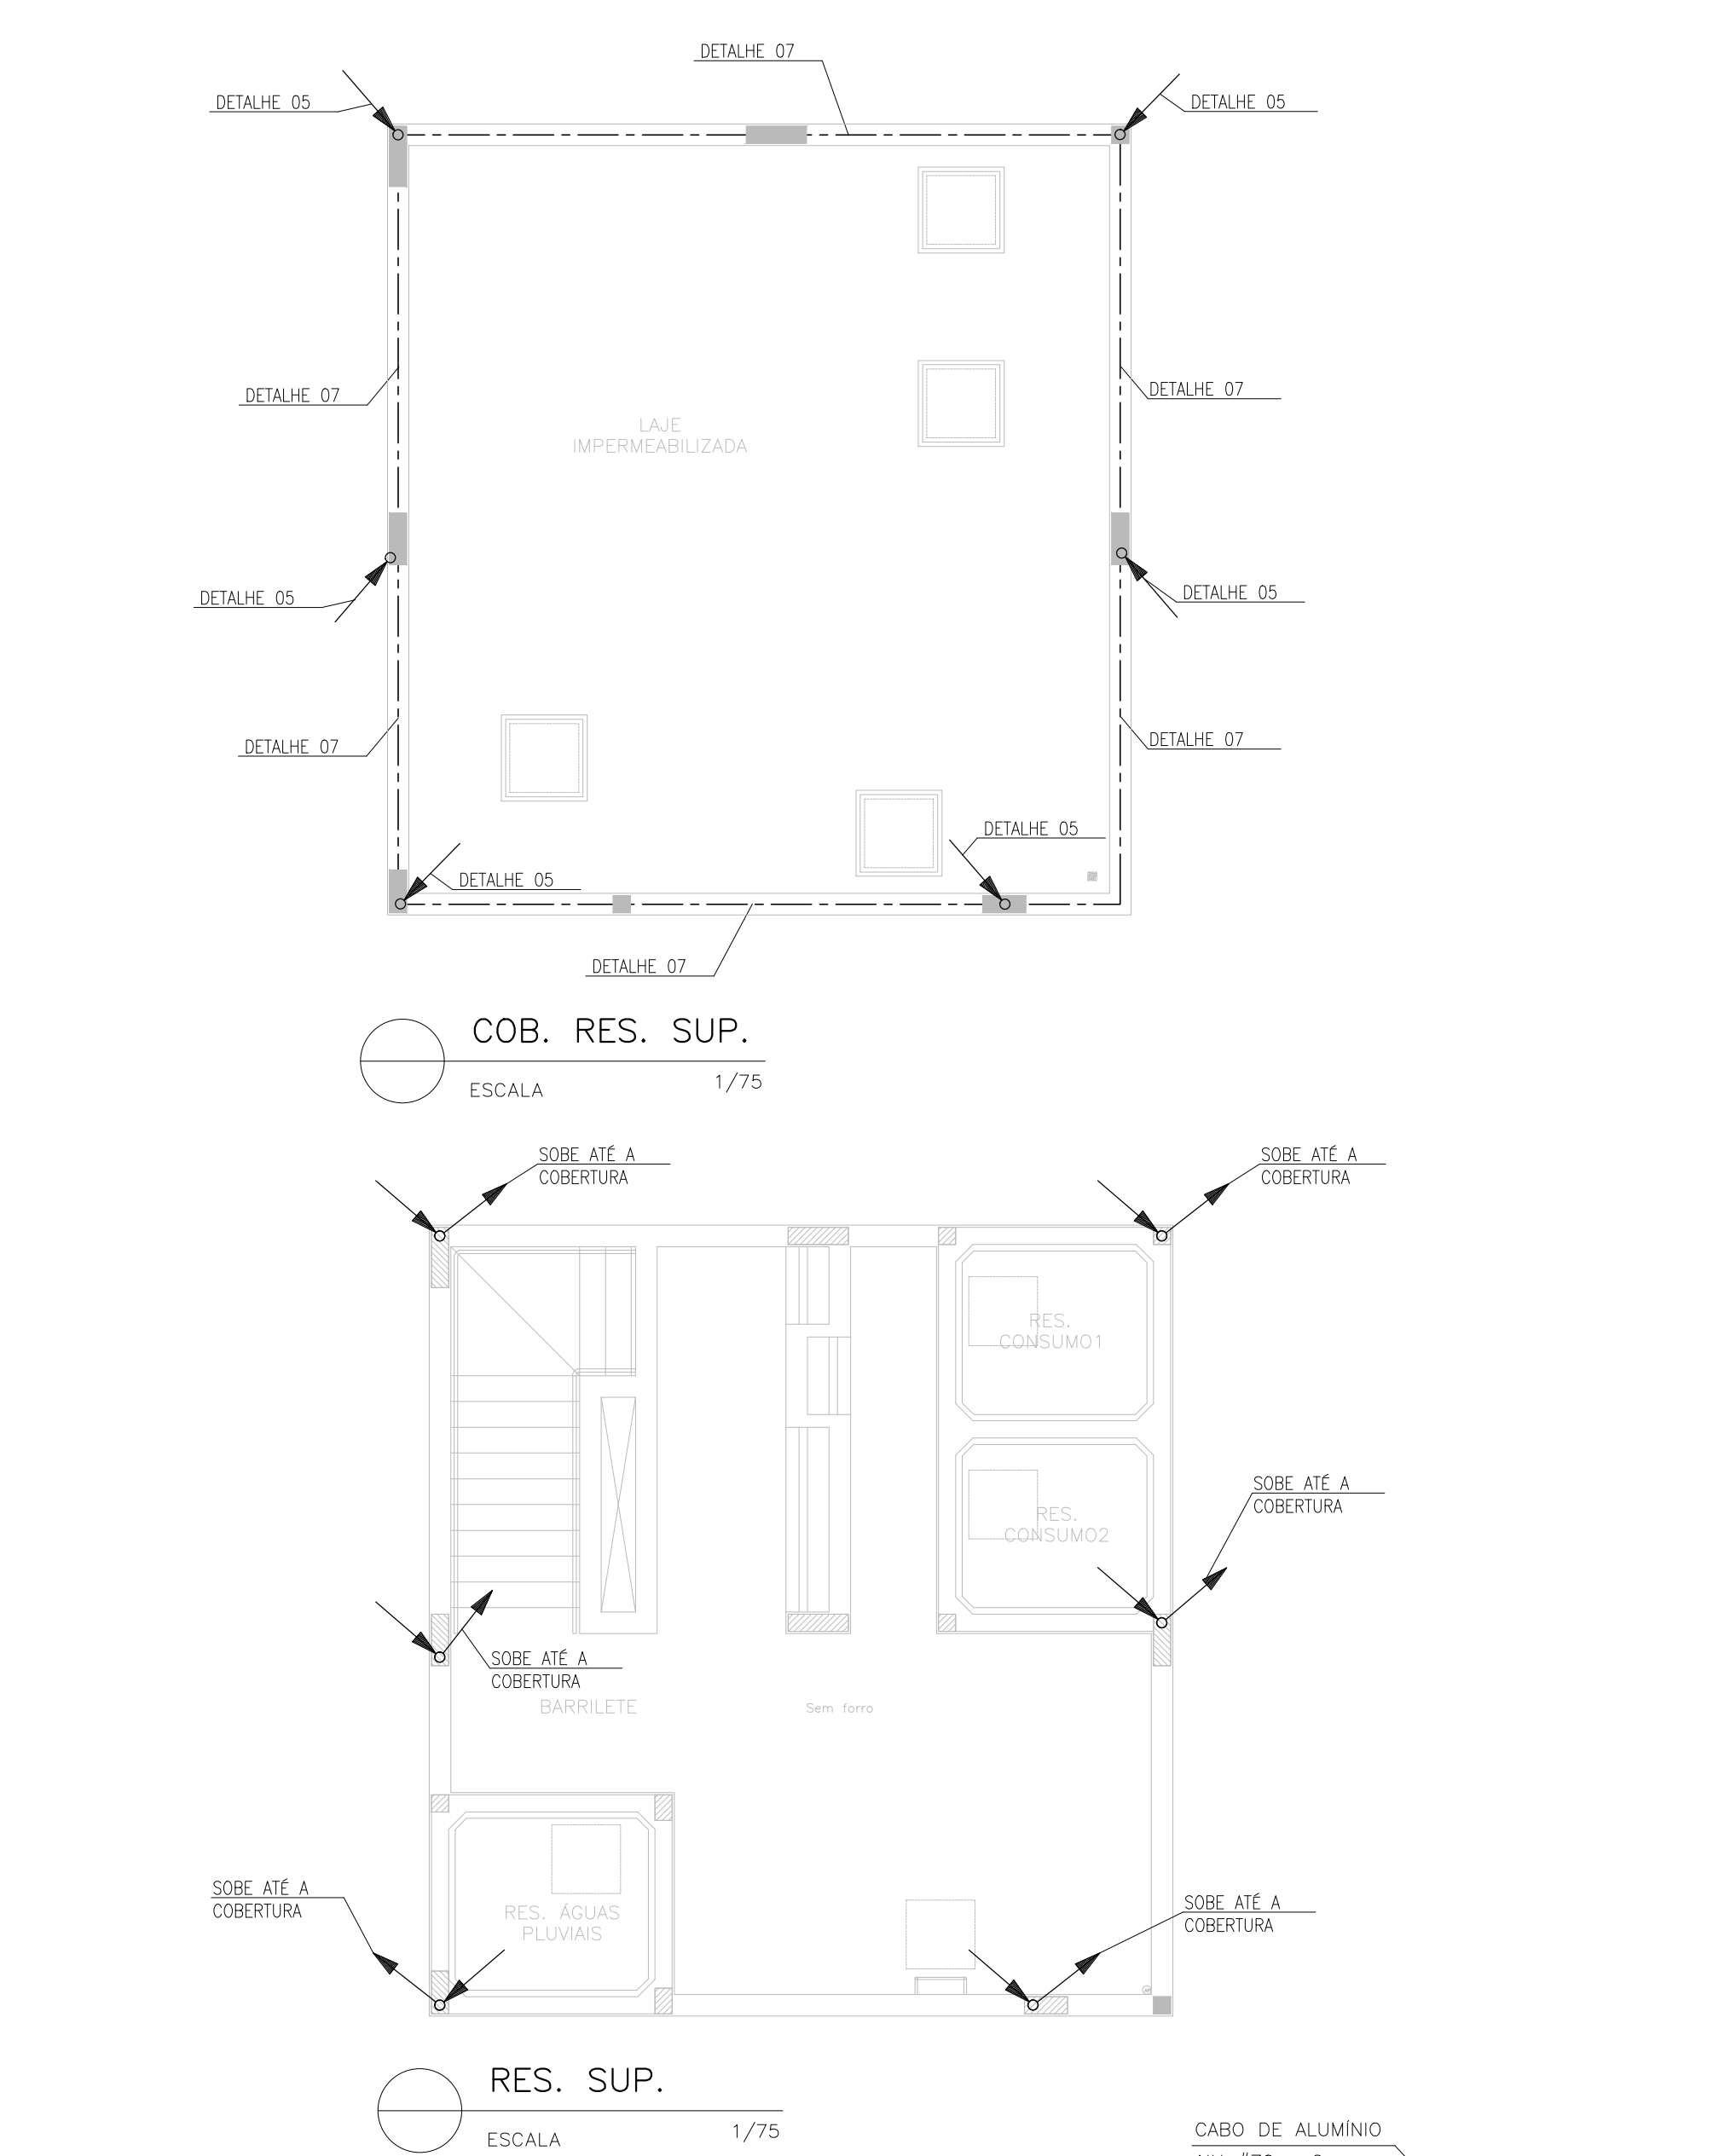 DETALHE 07
DETALHE 05
DETALHE 05
DETALHE 07
DETALHE 07
LAJE
IMPERMEABILIZADA
DETALHE 05
DETALHE 05
DETALHE 07
DETALHE 07
DETALHE 05
DETALHE 05
DETALHE 07
COB. RES. SUP.
ESCALA 1/75
SOBE ATÉ A
COBERTURA
SOBE ATÉ A
COBERTURA
RES.
CONSUMO1
SOBE ATÉ A
COBERTURA
RES.
CONSUMO2
SOBE ATÉ A
COBERTURA
BARRILETE
Sem forro
SOBE ATÉ A
COBERTURA
RES. ÁGUAS
PLUVIAIS
SOBE ATÉ A
COBERTURA
RES. SUP.
ESCALA 1/75
CABO DE ALUMÍNIO